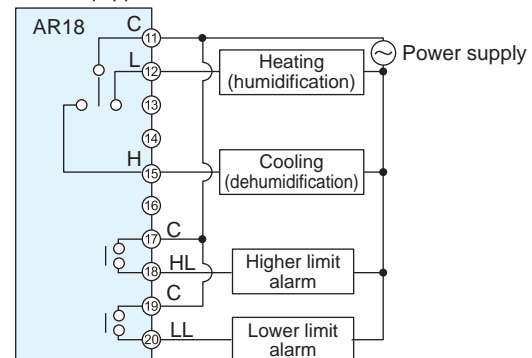 AR18
C
11
Power supply
L
12
Heating
(humidification)
13
14
H
15
Cooling
(dehumidification)
16
C
17
HL
18
Higher limit
alarm
C
19
LL
20
Lower limit
alarm